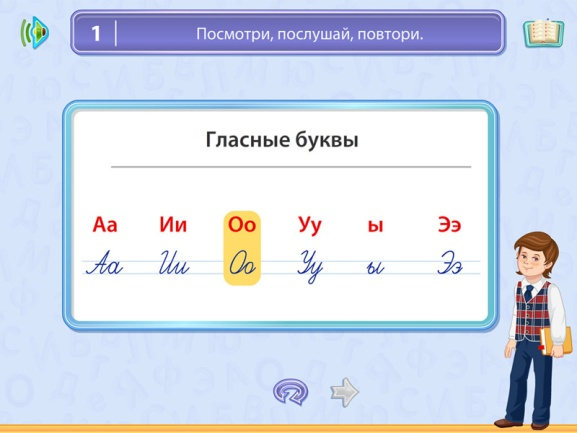 1 Посмотри, послушай, повтори.
Гласные буквы
Аа Ии Оо Уу ы Ээ
Аа Ии Оо Уу ы Ээ